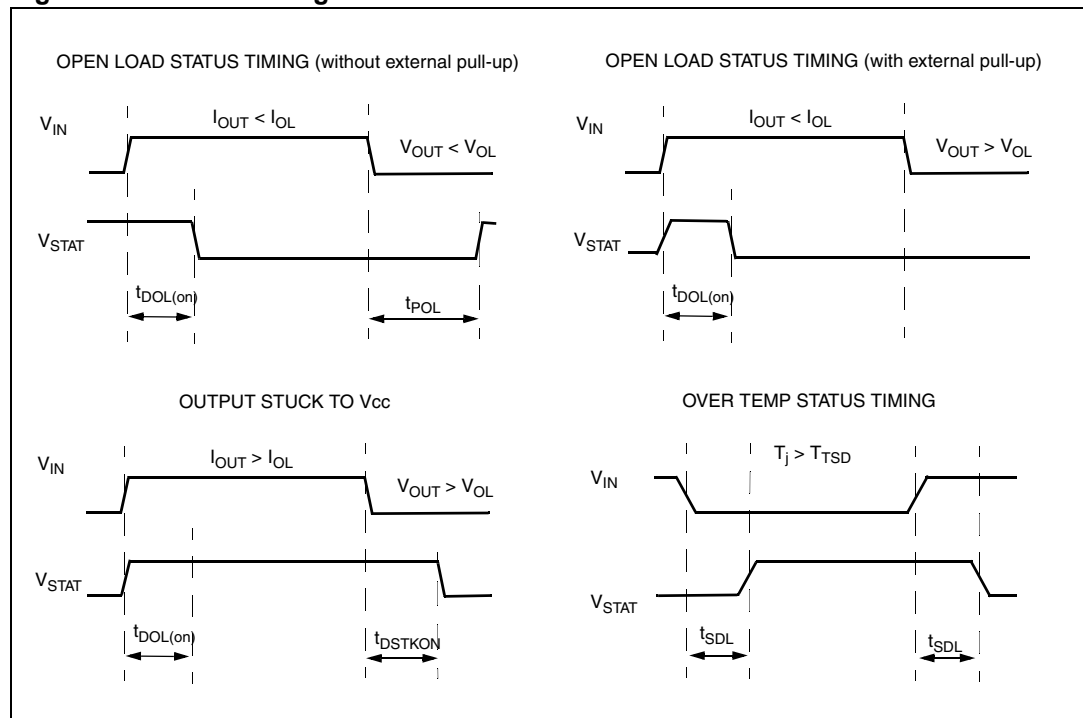 OPEN LOAD STATUS TIMING (without external pull-up)
V_IN
I_OUT < I_OL
V_OUT < V_OL
V_STAT
t_DOL(on)
t_POL
OPEN LOAD STATUS TIMING (with external pull-up)
V_IN
I_OUT < I_OL
V_OUT > V_OL
V_STAT
t_DOL(on)
OUTPUT STUCK TO Vcc
V_IN
I_OUT > I_OL
V_OUT > V_OL
V_STAT
t_DOL(on)
t_DSTKON
OVER TEMP STATUS TIMING
T_j > T_TSD
V_IN
V_STAT
t_SDL
t_SDL